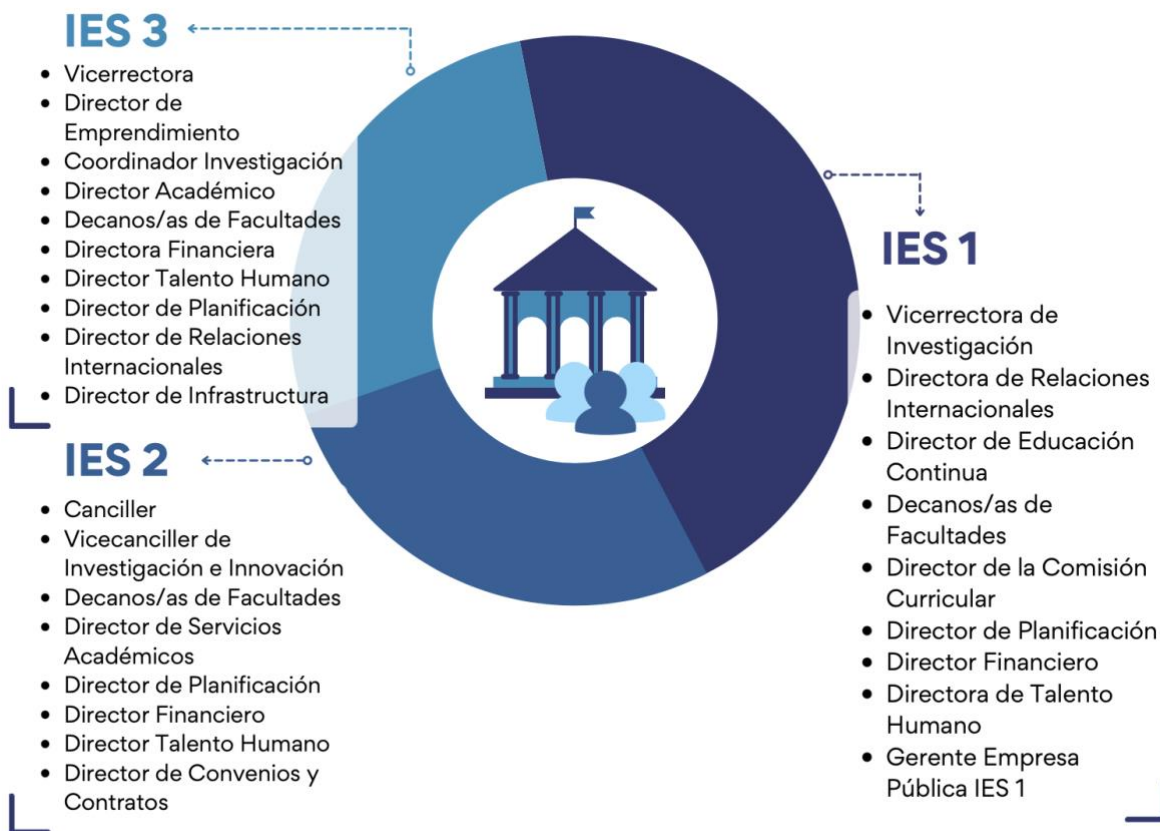 IES 3
• Vicerrectora
• Director de
Emprendimiento
• Coordinador Investigación
• Director Académico
• Decanos/as de Facultades
• Directora Financiera
• Director Talento Humano
• Director de Planificación
• Director de Relaciones
Internacionales
• Director de Infrastructura
IES 2
• Canciller
• Vicecanciller de
Investigación e Innovación
• Decanos/as de Facultades
• Director de Servicios
Académicos
• Director de Planificación
• Director Financiero
• Director Talento Humano
• Director de Convenios y
Contratos
IES 1
• Vicerrectora de
Investigación
• Directora de Relaciones
Internacionales
• Director de Educación
Continua
• Decanos/as de
Facultades
• Director de la Comisión
Curricular
• Director de Planificación
• Director Financiero
• Directora de Talento
Humano
• Gerente Empresa
Pública IES 1